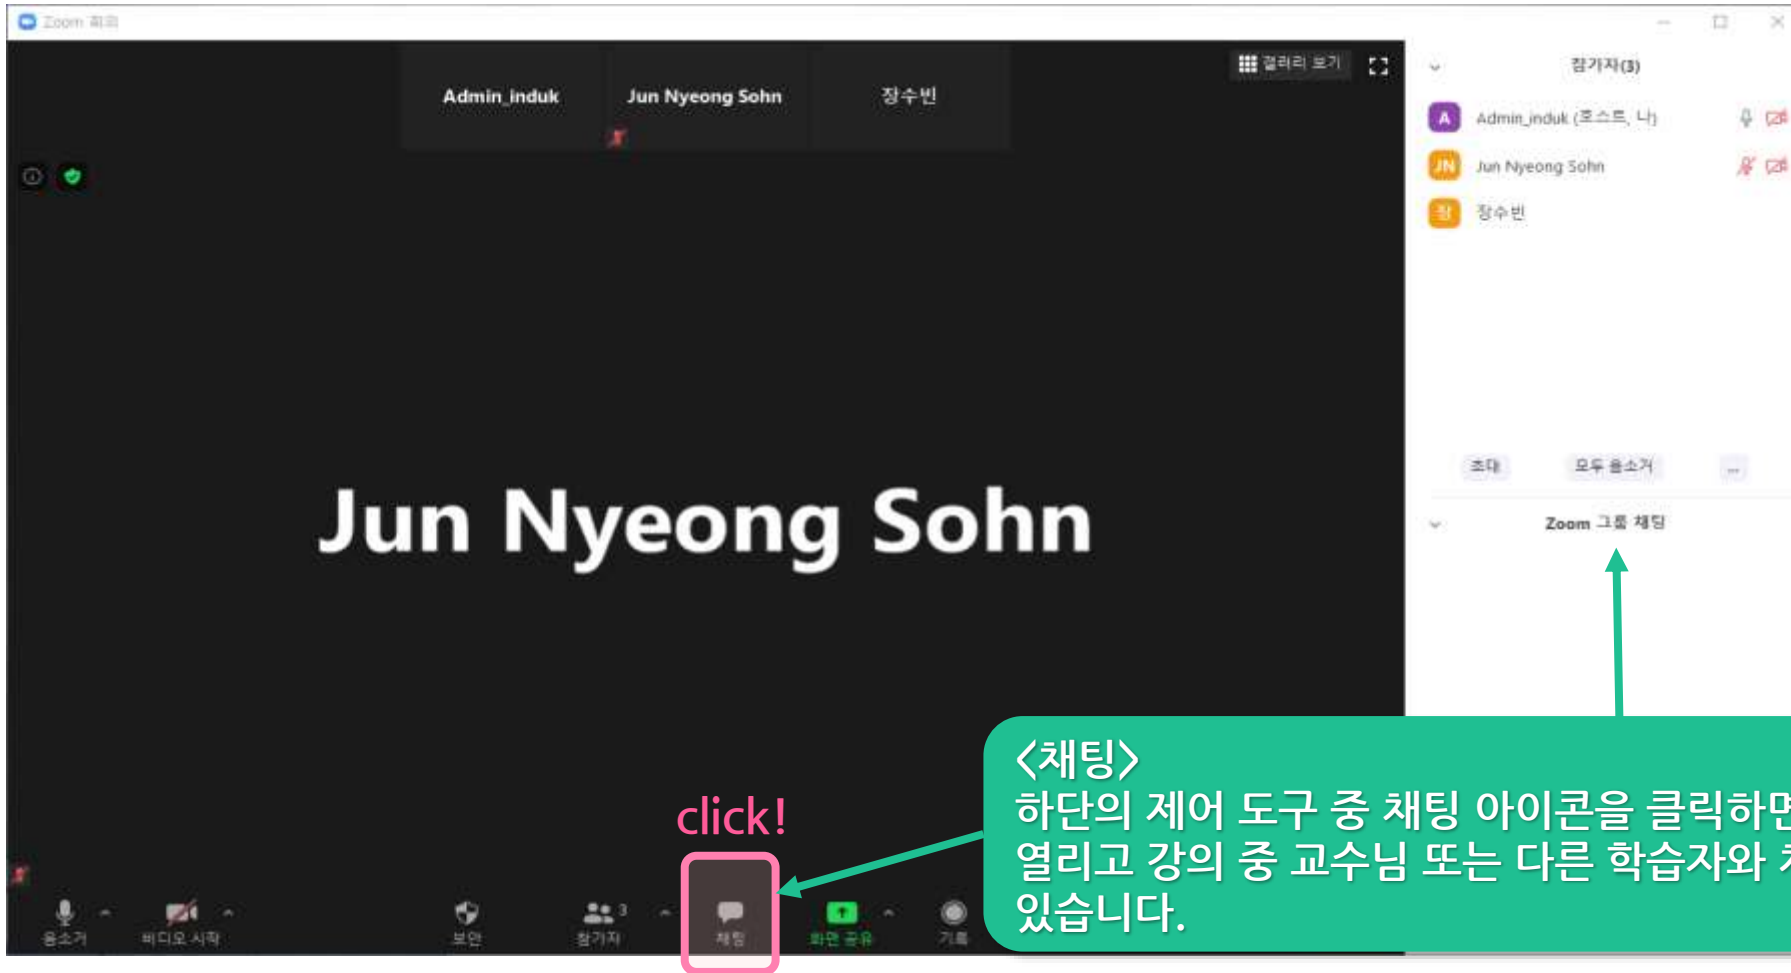 Zoom 회의
갤러리 보기
Admin_induk
Jun Nyeong Sohn
장수빈
참가자(3)
A Admin_induk (호스트, 나)
JN Jun Nyeong Sohn
장 장수빈
Jun Nyeong Sohn
초대 모두 음소거 ...
Zoom 그룹 채팅
<채팅>
하단의 제어 도구 중 채팅 아이콘을 클릭하면
열리고 강의 중 교수님 또는 다른 학습자와
있습니다.
click!
음소거 비디오 시작 보안 참가자 3 채팅 화면 공유 기록